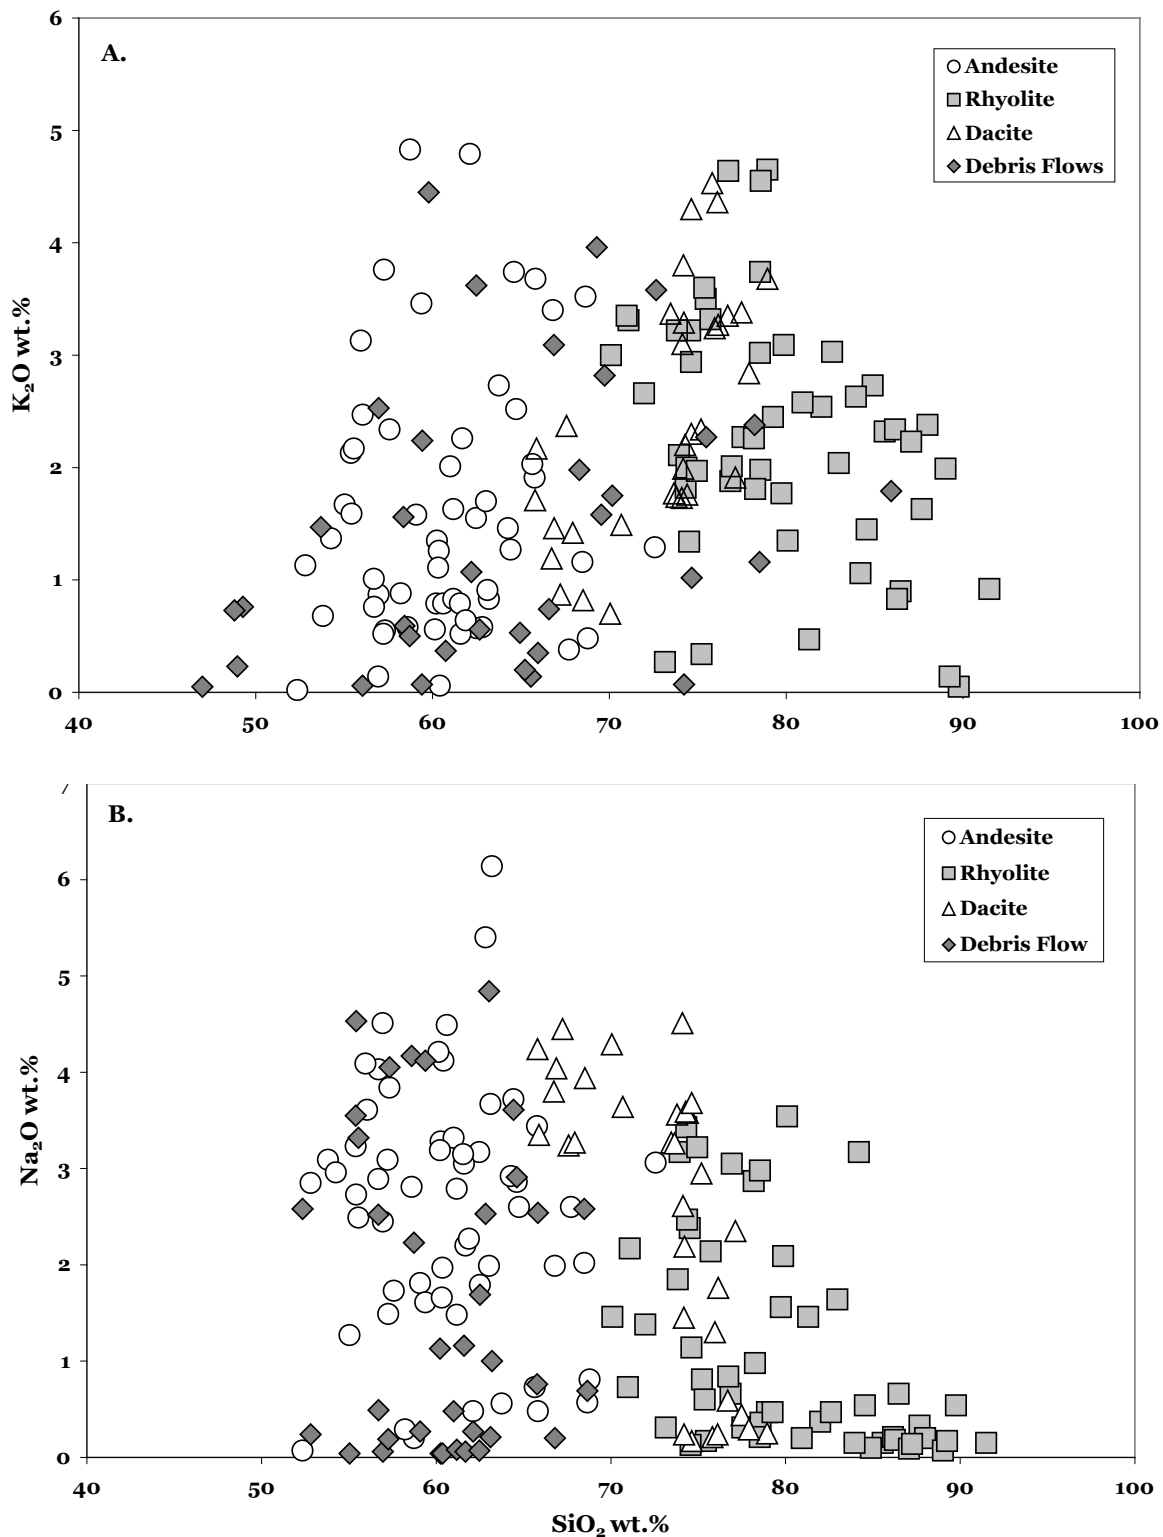 6
A.
Andesite
Rhyolite
Dacite
Debris Flows
5
4
3
2
1
0
K₂O wt.%
40 50 60 70 80 90 100
7
B.
Andesite
Rhyolite
Dacite
Debris Flow
6
5
4
3
2
1
0
Na₂O wt.%
40 50 60 70 80 90 100
SiO₂ wt.%